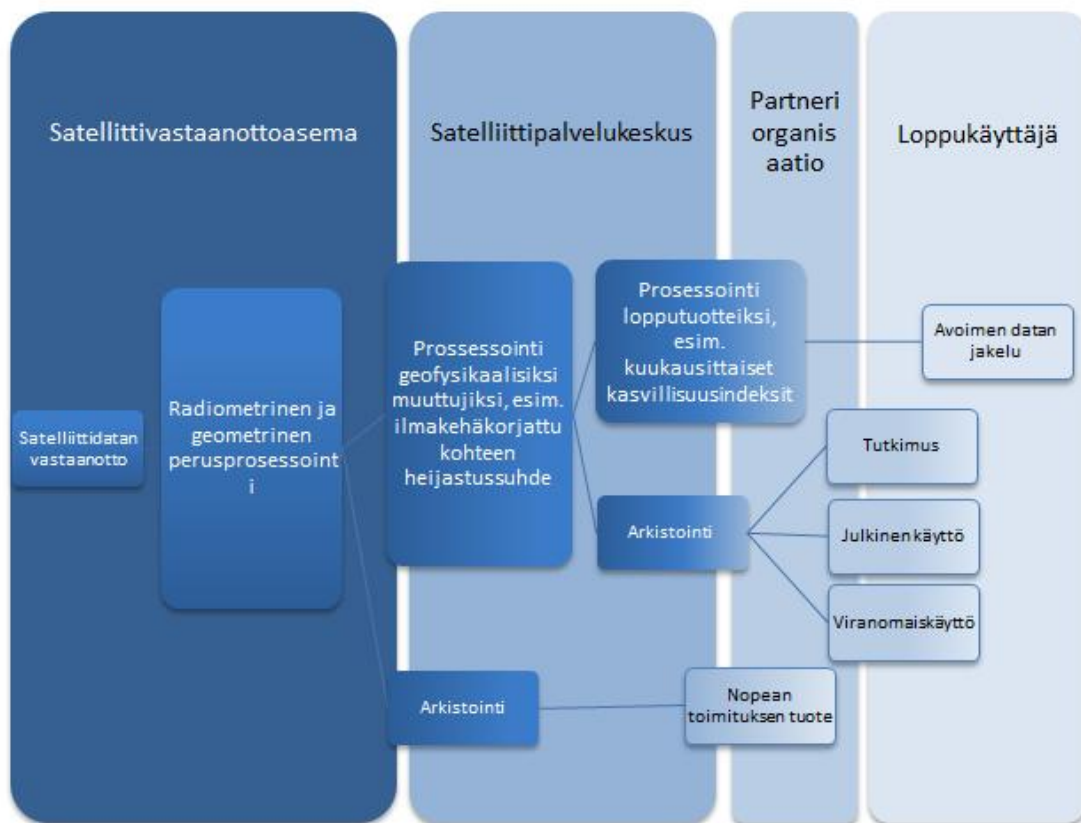 Satellittivastaanottoasema
Satelliittipalvelukeskus
Partneri
organis
aatio
Loppukäyttäjä
Satelliittidatan
vastaanotto
Radiometrinen ja
geometrinen
perusprosessoint
i
Prossessointi
geofysikaalisiksi
muuttujiksi, esim.
ilmakehäkorjattu
kohteen
heijastussuhde
Prosessointi
lopputuotteiksi,
esim.
kuukausittaiset
kasvillisuusindeksit
Avoimen datan
jakelu
Arkistointi
Tutkimus
Julkinen käyttö
Viranomaiskäyttö
Arkistointi
Nopean
toimituksen tuote